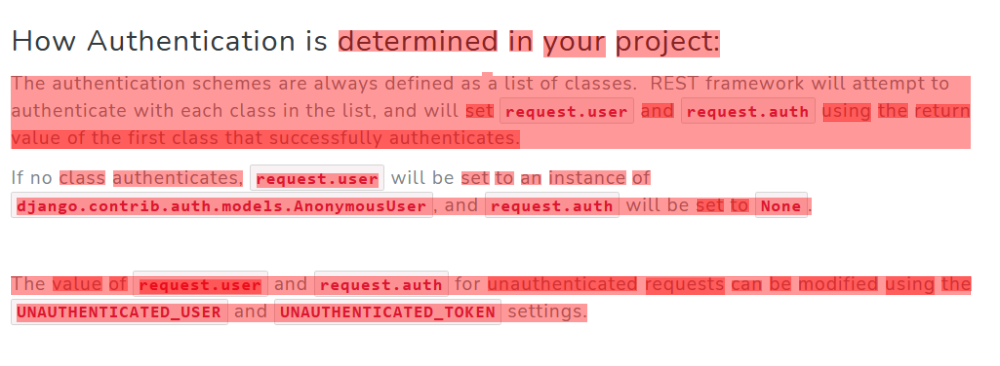 How Authentication is determined in your project:
The authentication schemes are always defined as a list of classes. REST framework will attempt to
authenticate with each class in the list, and will set request.user and request.auth using the return
value of the first class that successfully authenticates.
If no class authenticates, request.user will be set to an instance of
django.contrib.auth.models.AnonymousUser, and request.auth will be set to None.
The value of request.user and request.auth for unauthenticated requests can be modified using the
UNAUTHENTICATED_USER and UNAUTHENTICATED_TOKEN settings.